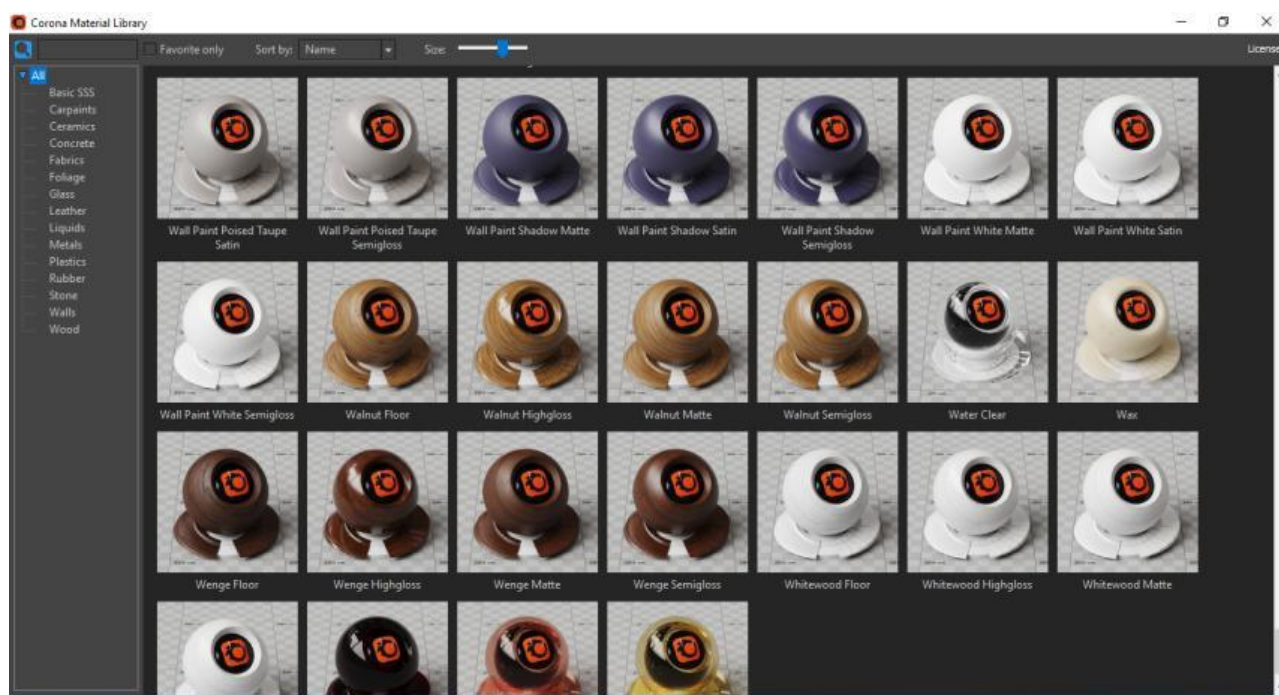 Corona Material Library
Favorite only
Sort by: Name
Size:
License
All
Basic SSS
Carpaints
Ceramics
Concrete
Fabrics
Foliage
Glass
Leather
Liquids
Metals
Plastics
Rubber
Stone
Walls
Wood
Wall Paint Poised Taupe
Satin
Wall Paint Poised Taupe
Semigloss
Wall Paint Shadow Matte
Wall Paint Shadow Satin
Wall Paint Shadow
Semigloss
Wall Paint White Matte
Wall Paint White Satin
Wall Paint White Semigloss
Walnut Floor
Walnut Highgloss
Walnut Matte
Walnut Semigloss
Water Clear
Wax
Wenge Floor
Wenge Highgloss
Wenge Matte
Wenge Semigloss
Whitewood Floor
Whitewood Highgloss
Whitewood Matte